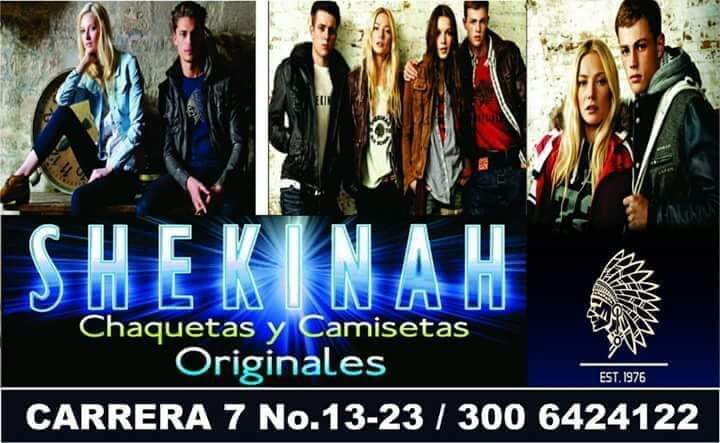 SHEKINAH
Chaquetas y Camisetas
Originales
EST. 1976
CARRERA 7 No.13-23 / 300 6424122